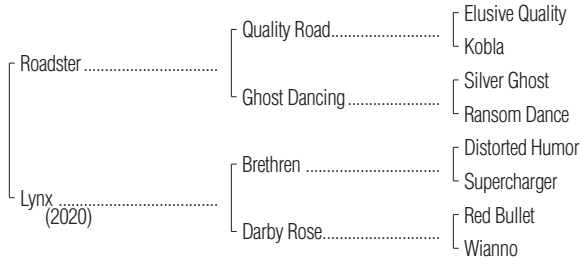 Elusive Quality
Quality Road
Kobla
Roadster
Silver Ghost
Ghost Dancing
Ransom Dance
Distorted Humor
Brethren
Supercharger
Lynx
(2020)
Red Bullet
Darby Rose
Wianno